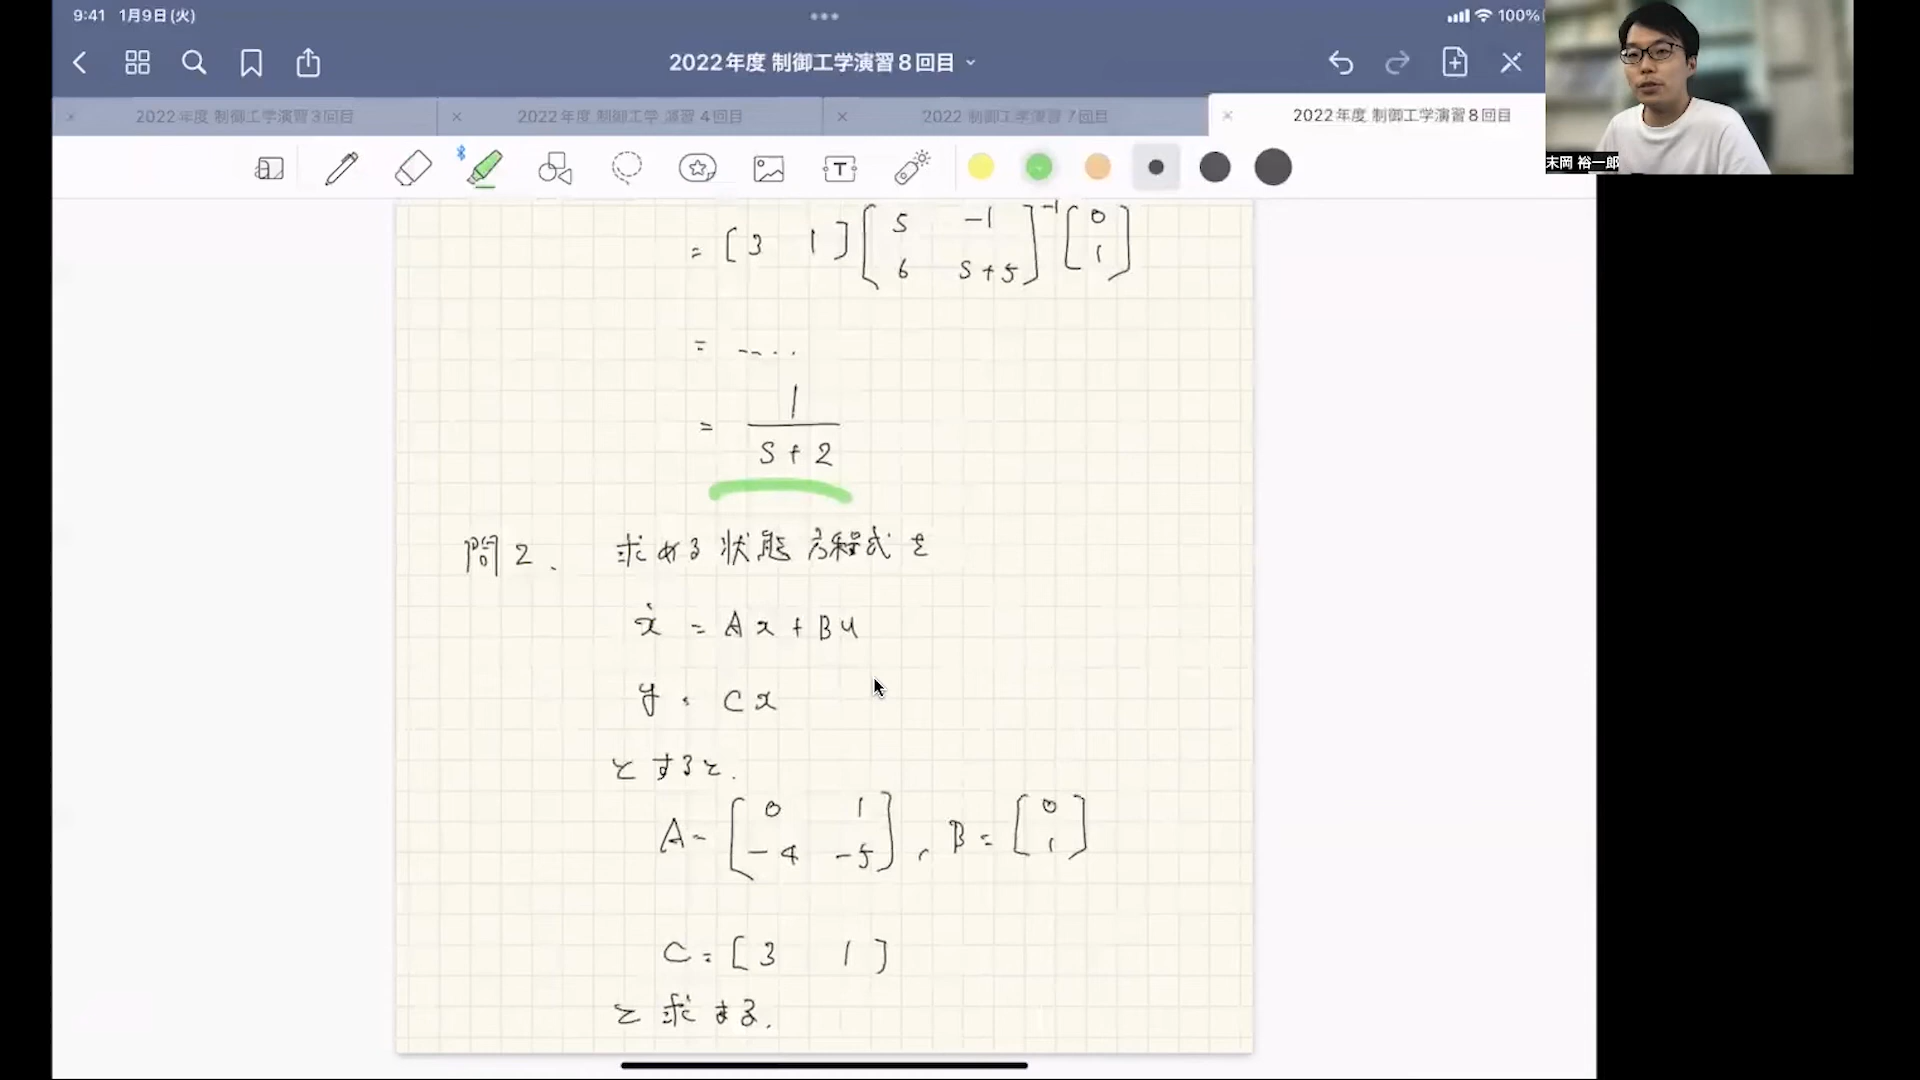 9:41 1月9日(火)
100%
2022年度 制御工学演習8回目
2022年度 制御工学演習3回目
2022年度 制御工学 演習 4回目
2022 制御工学演習7回目
2022年度 制御工学演習8回目
末岡 裕一郎
= [3 1] [5 -1
6 S+5]⁻¹ [0
1]
= ....
= 1
S+2
問2. 求める状態方程式を
ẋ = Ax + Bu
y = Cx
とすると.
A = [0 1
-4 -5], B = [0
1]
C = [3 1]
と求まる.